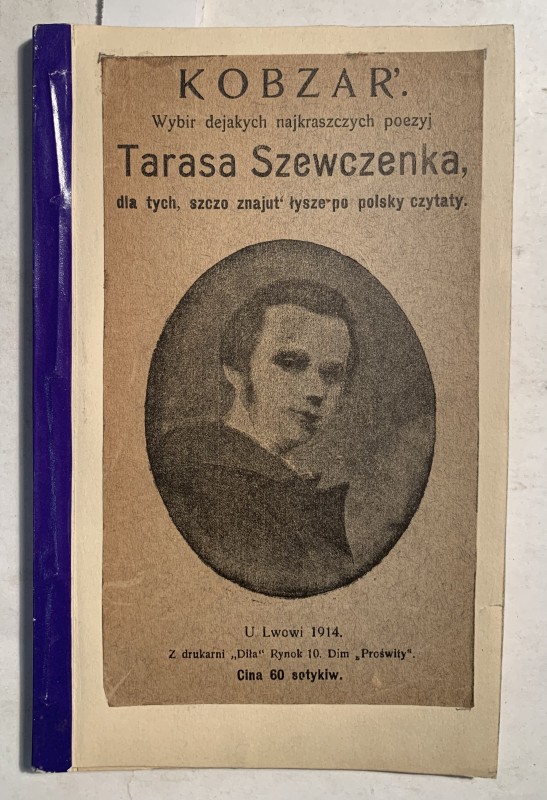 KOBZAR’.
Wybir dejakych najkraszczych poezyj
Tarasa Szewczenka,
dla tych, szczo znajut’ łysze po polsky czytaty.
U Lwowi 1914.
Z drukarni „Diła“ Rynok 10. Dim „Proświty“.
Cina 60 sotykiw.